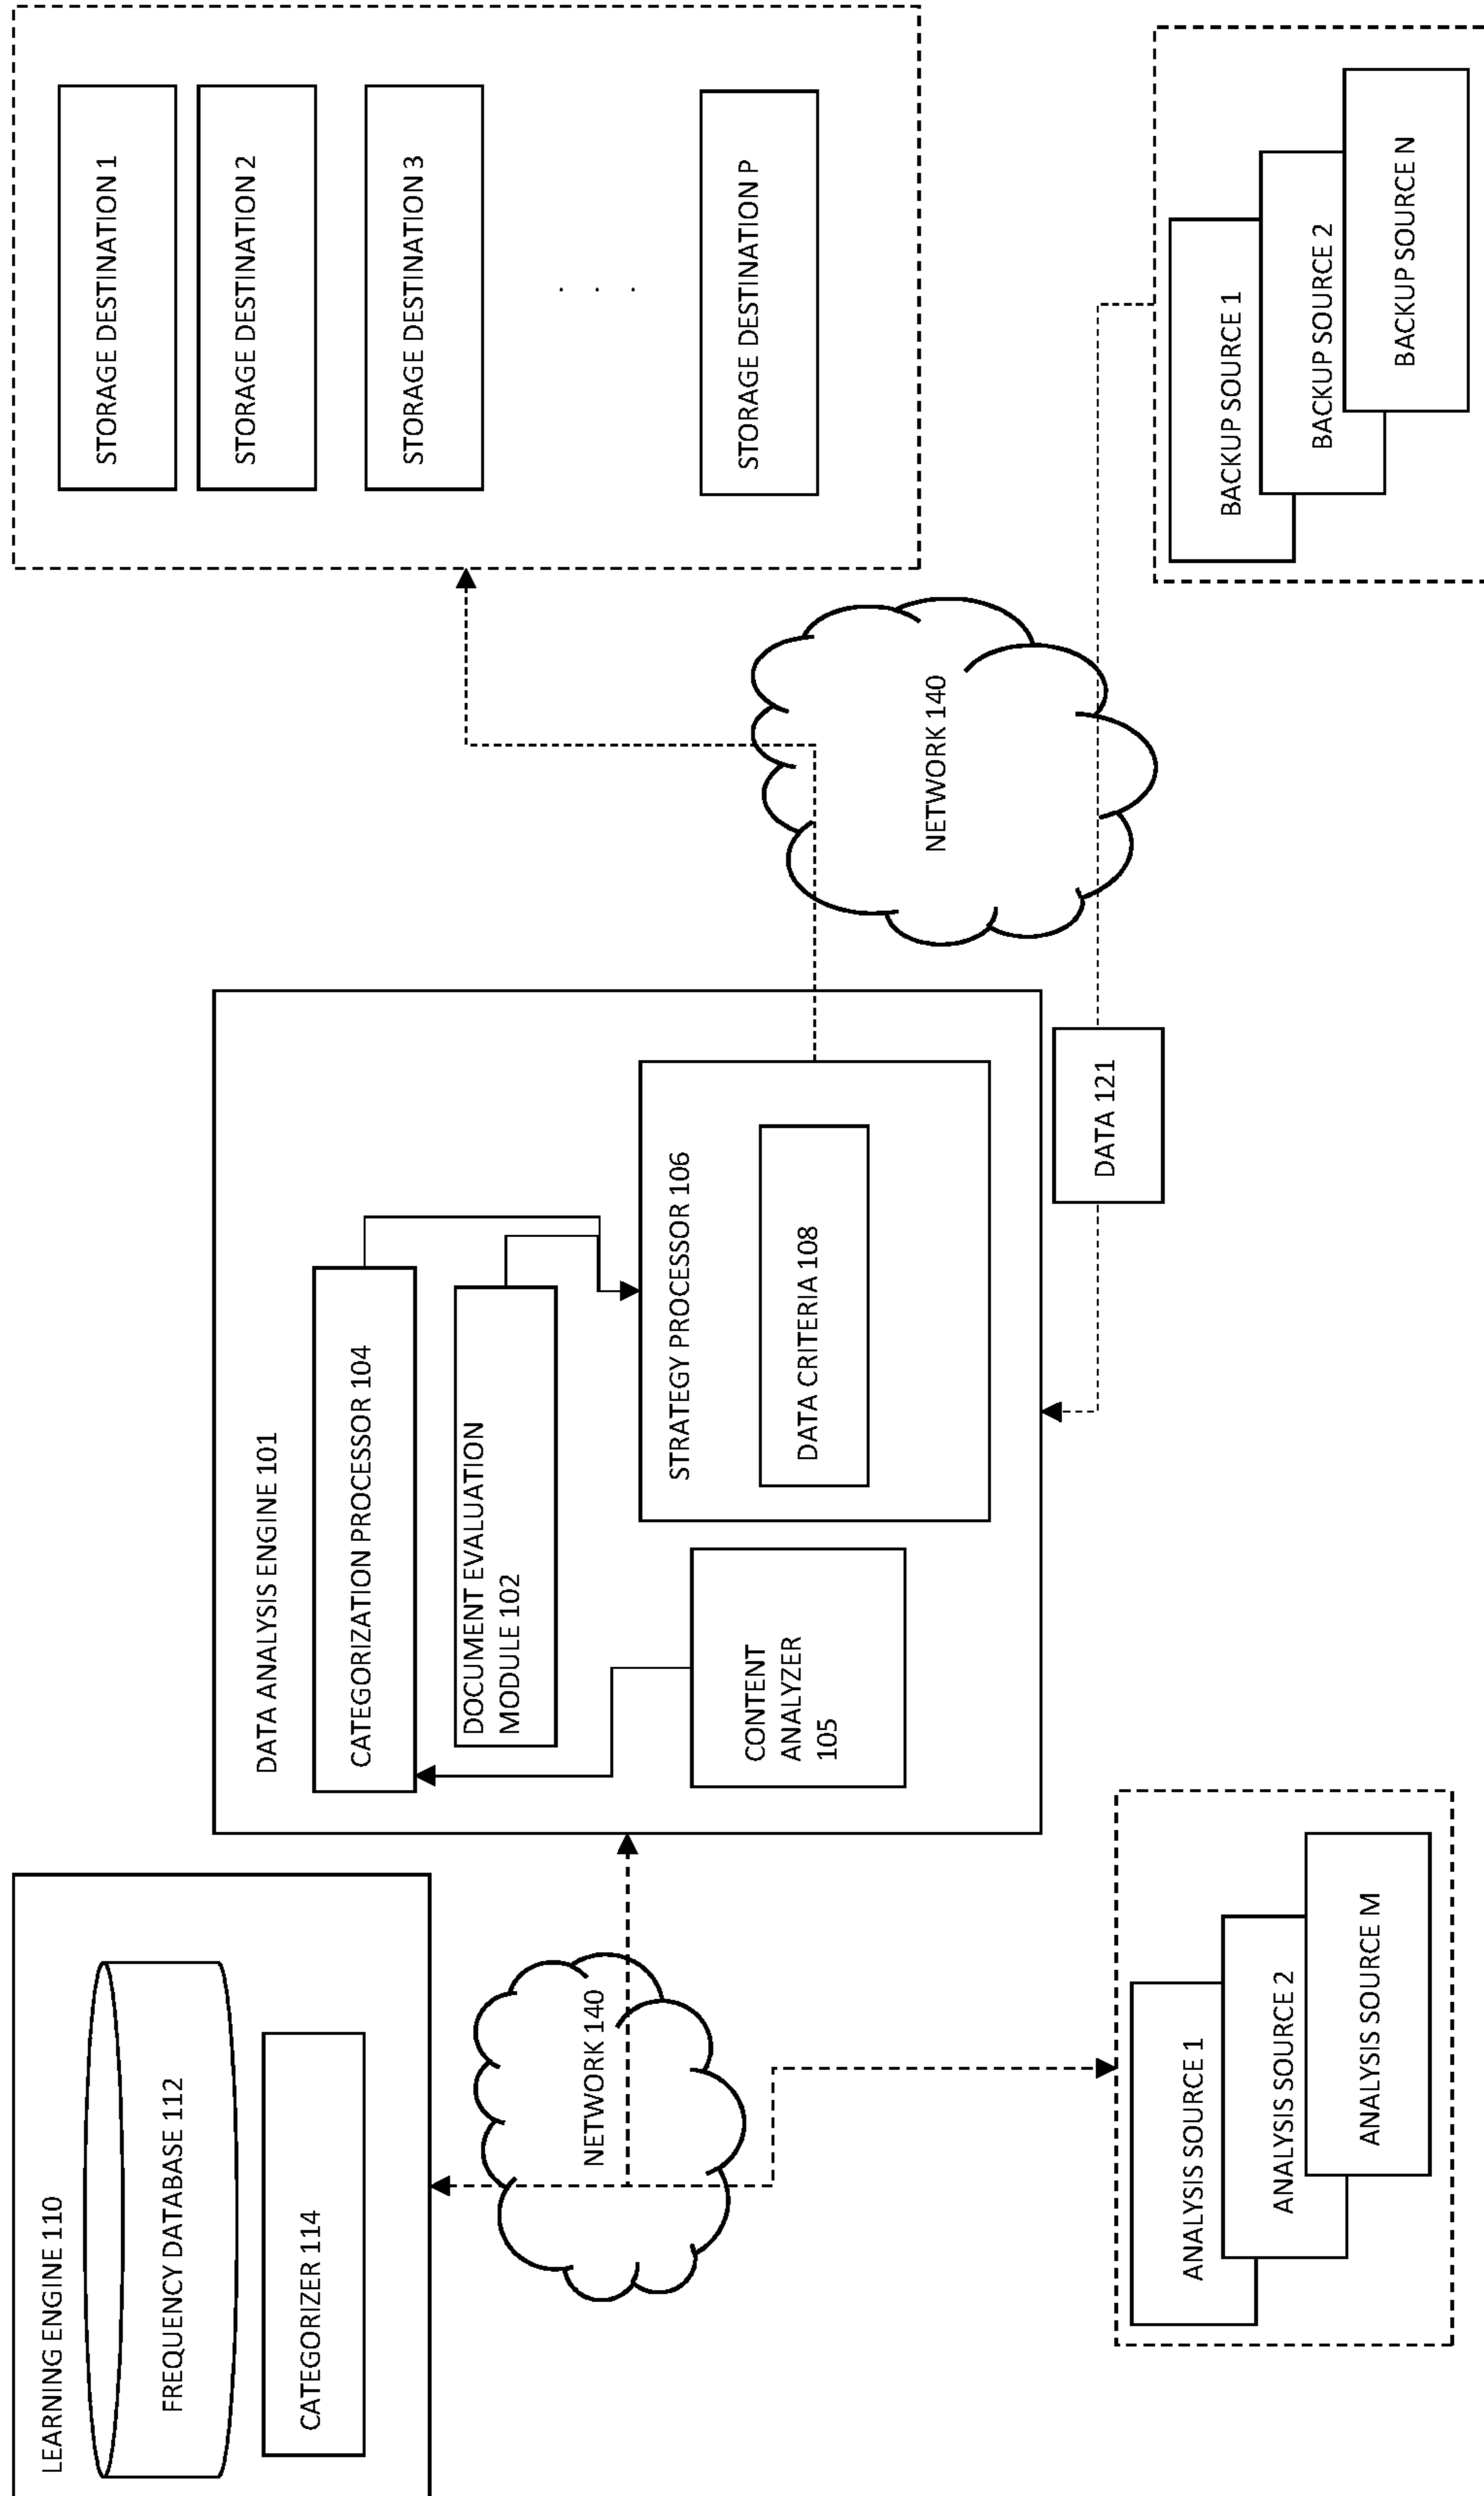 LEARNING ENGINE 110
FREQUENCY DATABASE 112
CATEGORIZER 114
NETWORK 140
ANALYSIS SOURCE 1
ANALYSIS SOURCE 2
ANALYSIS SOURCE M
DATA ANALYSIS ENGINE 101
CATEGORIZATION PROCESSOR 104
DOCUMENT EVALUATION
MODULE 102
CONTENT
ANALYZER
105
STRATEGY PROCESSOR 106
DATA CRITERIA 108
DATA 121
NETWORK 140
STORAGE DESTINATION 1
STORAGE DESTINATION 2
STORAGE DESTINATION 3
. . .
STORAGE DESTINATION P
BACKUP SOURCE 1
BACKUP SOURCE 2
BACKUP SOURCE N